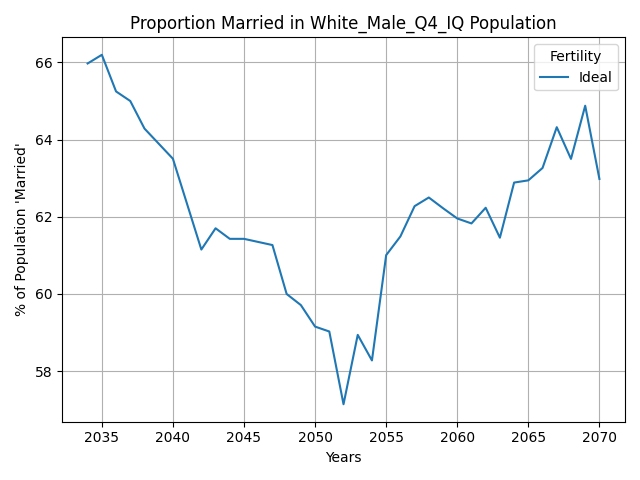 Proportion Married in White_Male_Q4_IQ Population
Fertility
Ideal
% of Population 'Married'
66
64
62
60
58
2035 2040 2045 2050 2055 2060 2065 2070
Years